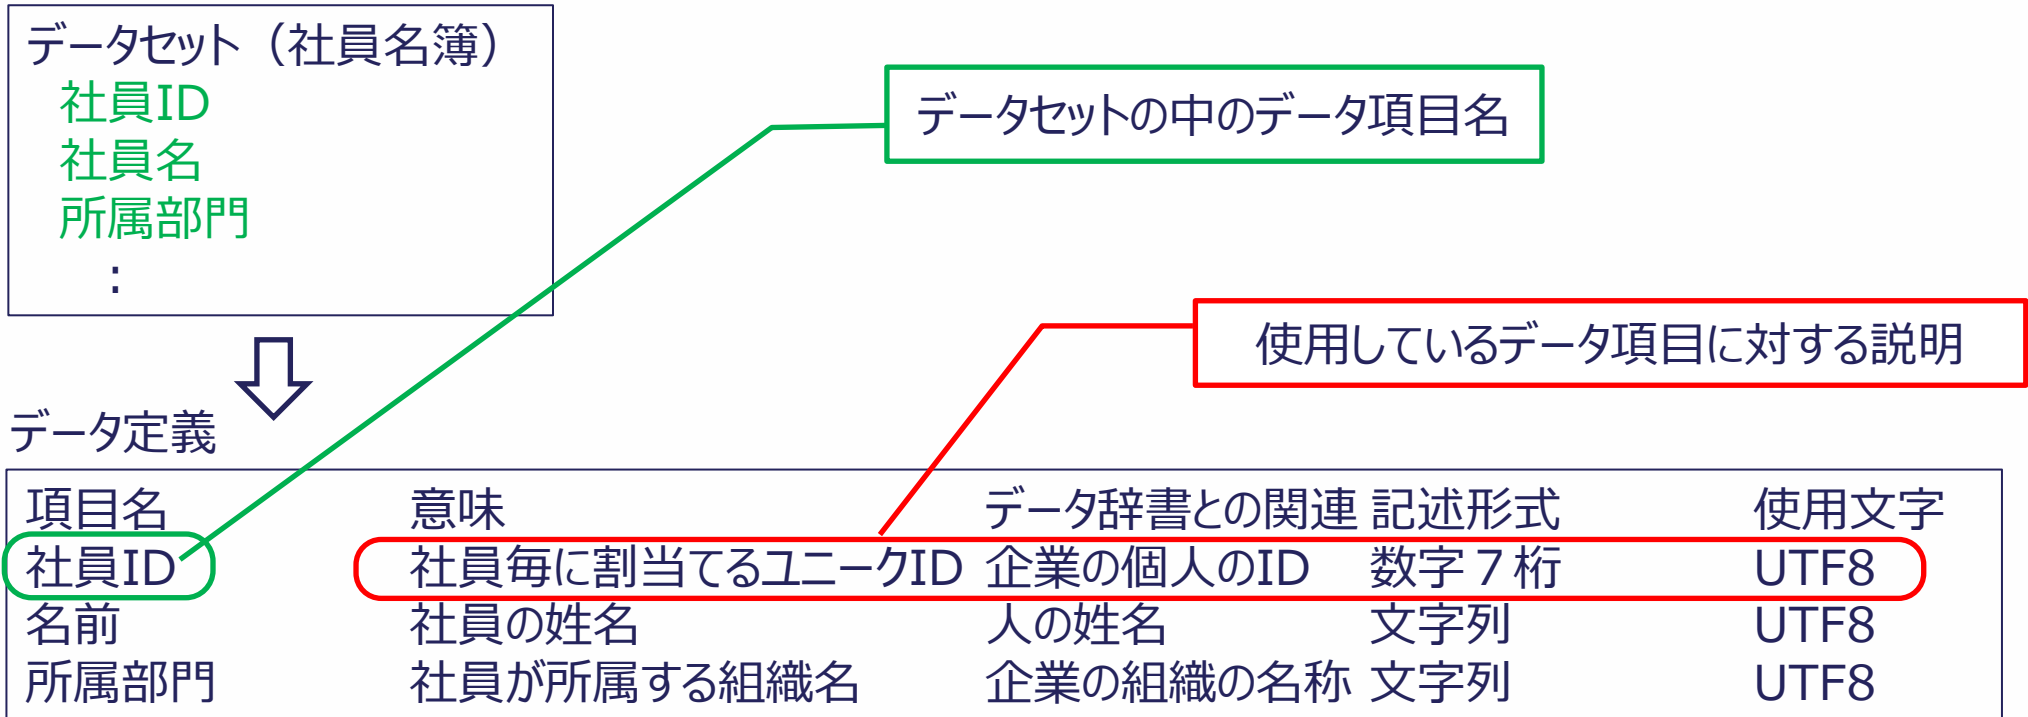 データセット（社員名簿）
社員ID
社員名
所属部門
：
データセットの中のデータ項目名
使用しているデータ項目に対する説明
データ定義
項目名 意味 データ辞書との関連 記述形式 使用文字
社員ID 社員毎に割当てるユニークID 企業の個人のID 数字７桁 UTF8
名前 社員の姓名 人の姓名 文字列 UTF8
所属部門 社員が所属する組織名 企業の組織の名称 文字列 UTF8